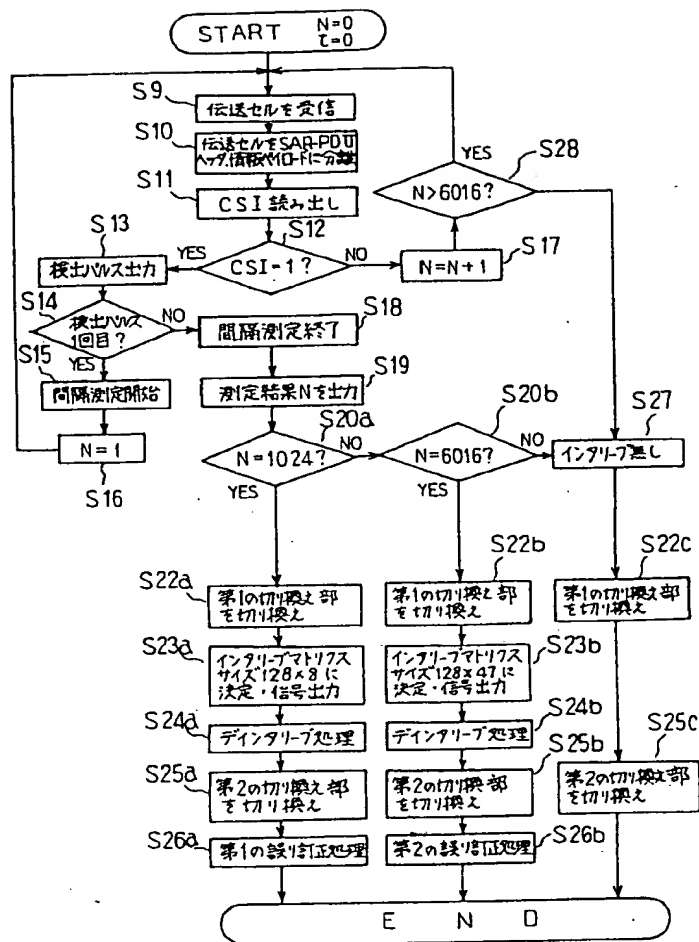 START N=0
τ=0
S9
伝送セルを受信
S10
伝送セルをSAR-PDU
ヘッダ,情報ペイロードに分離
S11
CSI読み出し
S12
CSI-1?
YES
NO
S13
検出パルス出力
S14
検出パルス
1回目?
NO
YES
S15
間隔測定開始
N=1
S16
S17
N=N+1
S28
N>6016?
YES
S18
間隔測定終了
S19
測定結果Nを出力
S20a
N=1024?
NO
YES
S20b
N=6016?
NO
YES
S27
インタリーブ無し
S22a
第1の切り換え部
を切り換え
S23a
インタリーブマトリクス
サイズ128×8に
決定・信号出力
S24a
デインタリーブ処理
S25a
第2の切り換え部
を切り換え
S26a
第1の誤り訂正処理
S22b
第1の切り換え部
を切り換え
S23b
インタリーブマトリクス
サイズ128×47に
決定・信号出力
S24b
デインタリーブ処理
S25b
第2の切り換部
を切り換え
S26b
第2の誤り訂正処理
S22c
第1の切り換え部
を切り換え
S25c
第2の切り換え部
を切り換え
END